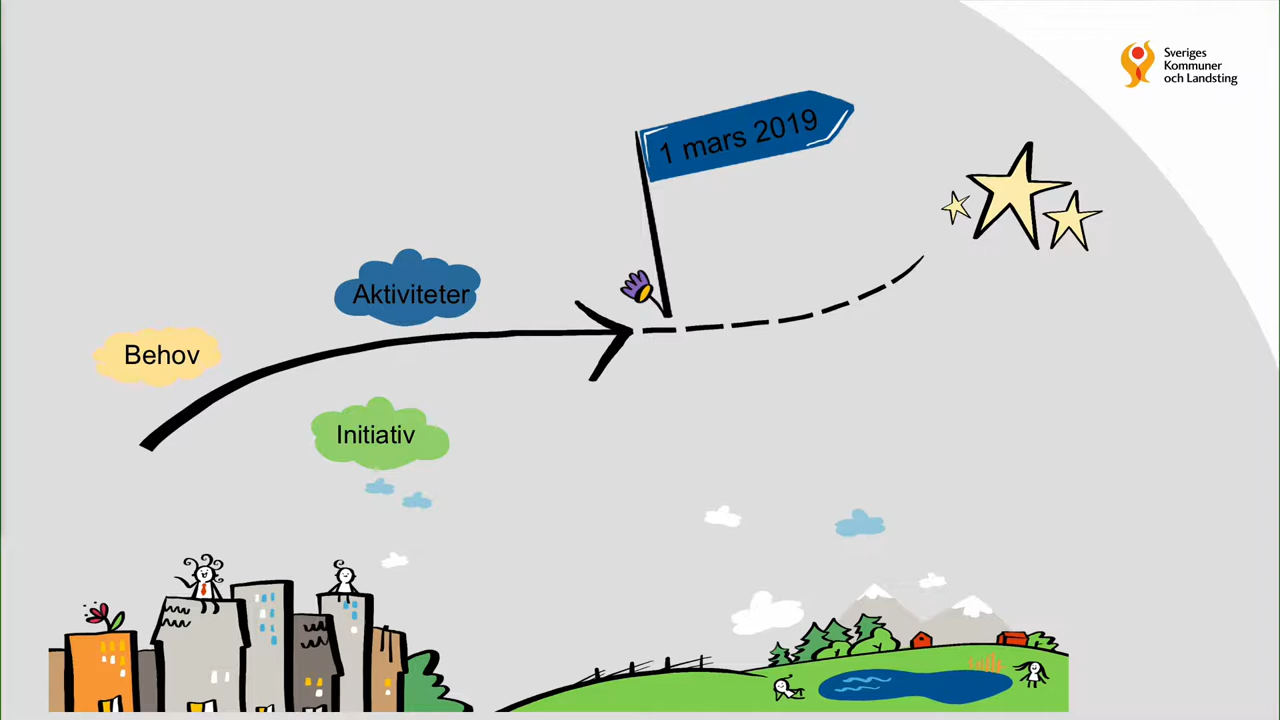 Sveriges
Kommuner
och Landsting
1 mars 2019
Aktiviteter
Behov
Initiativ